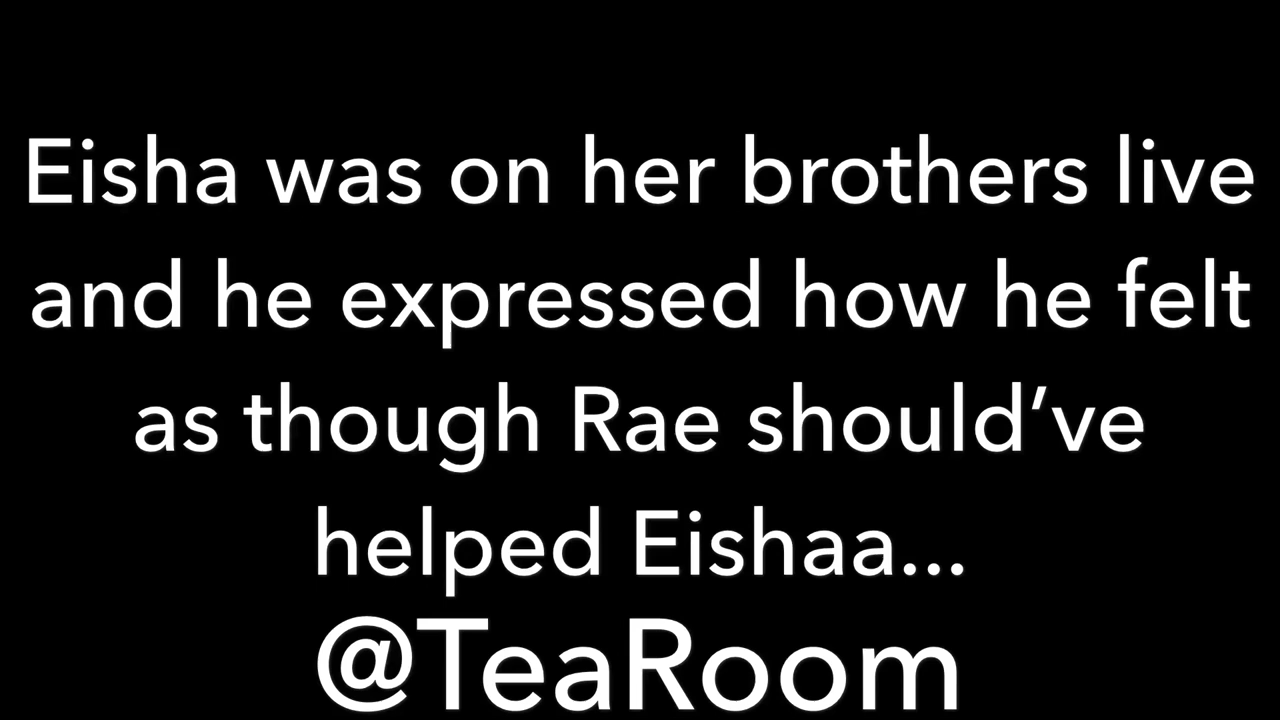 Eisha was on her brothers live
and he expressed how he felt
as though Rae should’ve
helped Eishaa...
@TeaRoom